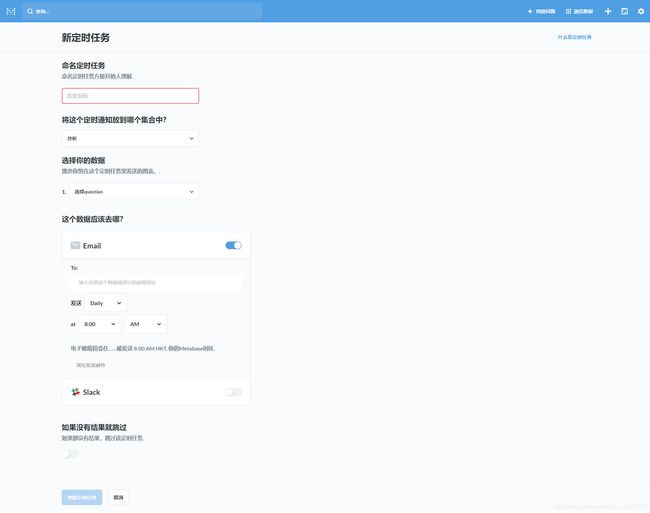 查询...
创建问题
浏览数据
新定时任务
什么是定时任务
命名定时任务
命名定时任务方便其他人理解.
将这个定时通知放到哪个集合中?
分析
选择你的数据
挑选你想在这个定时任务里发送的图表。.
1. 选择question
这个数据应该去哪?
Email
To:
输入你想这个数据被发送的邮箱地址
发送 Daily
at 8:00 AM
电子邮箱将会在……被发送 8:00 AM HKT, 你的Metabase时区.
现在发送邮件
Slack
如果没有结果就跳过
如果都没有结果，跳过该定时任务.
创建定时任务
取消